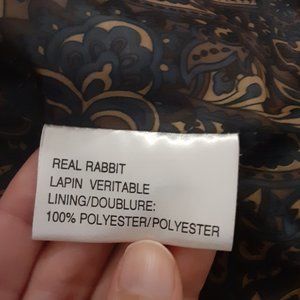 REAL RABBIT
LAPIN VERITABLE
LINING/DOUBLURE:
100% POLYESTER/POLYESTER